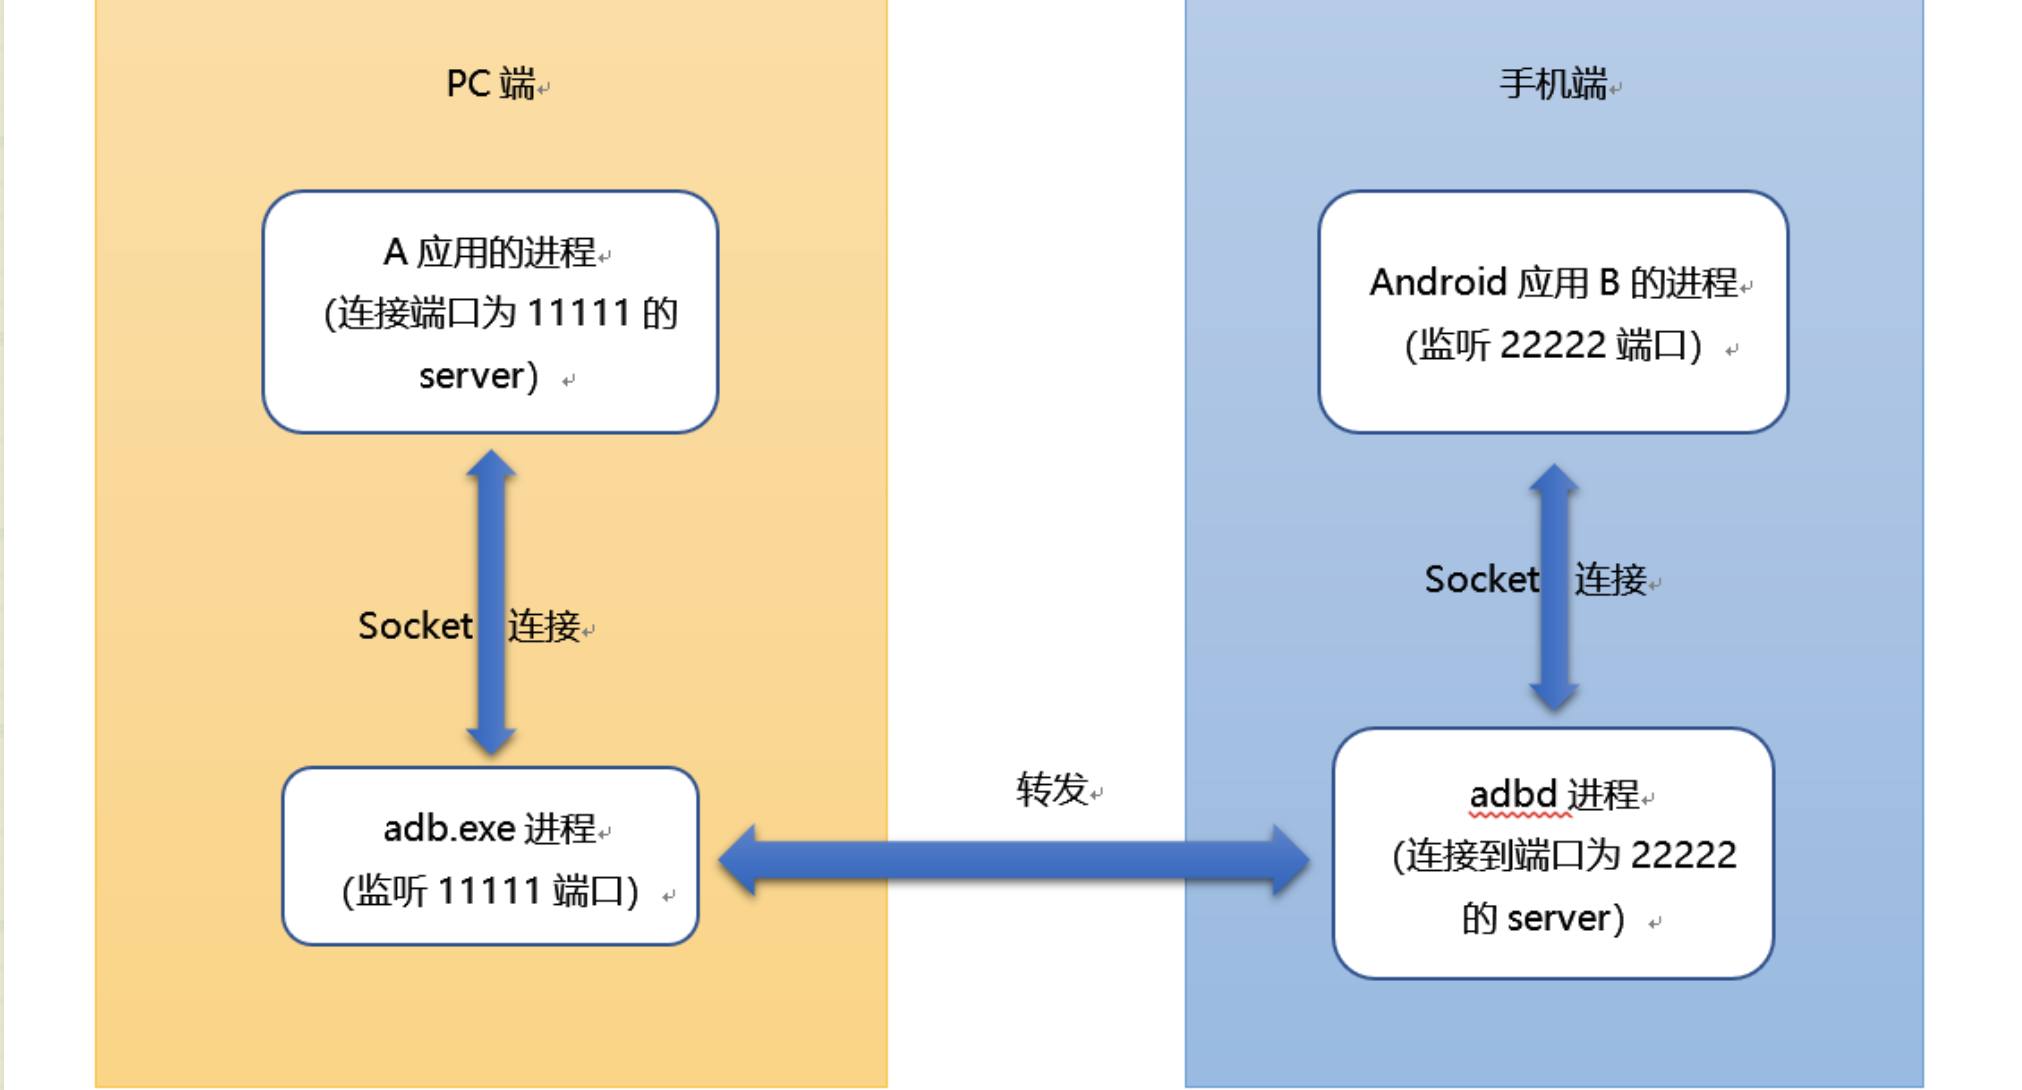 PC 端
A 应用的进程
(连接端口为 11111 的
server)
Socket 连接
adb.exe 进程
(监听 11111 端口)
转发
手机端
Android 应用 B 的进程
(监听 22222 端口)
Socket 连接
adbd 进程
(连接到端口为 22222
的 server)